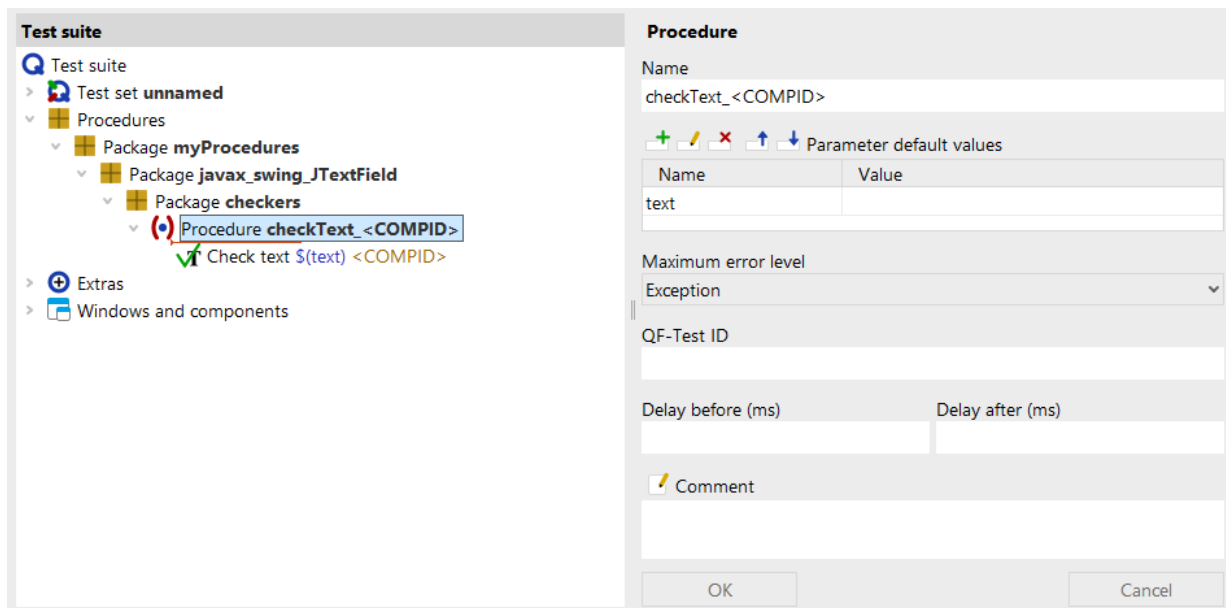 Test suite
Test suite
Test set unnamed
Procedures
Package myProcedures
Package javax_swing_JTextField
Package checkers
Procedure checkText_<COMPID>
Check text $(text) <COMPID>
Extras
Windows and components
Procedure
Name
checkText_<COMPID>
Parameter default values
Name Value
text
Maximum error level
Exception
QF-Test ID
Delay before (ms) Delay after (ms)
Comment
OK Cancel